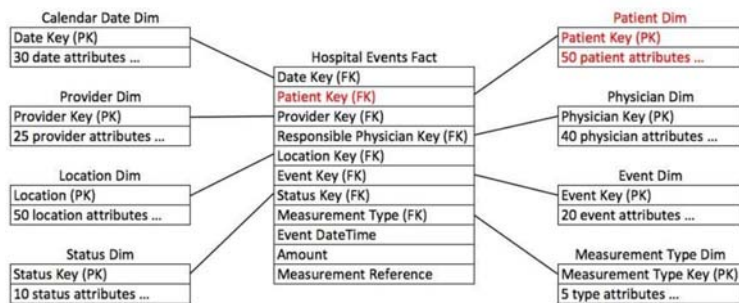 Calendar Date Dim
Date Key (PK)
30 date attributes ...
Provider Dim
Provider Key (PK)
25 provider attributes ...
Location Dim
Location (PK)
50 location attributes ...
Status Dim
Status Key (PK)
10 status attributes ...
Hospital Events Fact
Date Key (FK)
Patient Key (FK)
Provider Key (FK)
Responsible Physician Key (FK)
Location Key (FK)
Event Key (FK)
Status Key (FK)
Measurement Type (FK)
Event DateTime
Amount
Measurement Reference
Patient Dim
Patient Key (PK)
50 patient attributes ...
Physician Dim
Physician Key (PK)
40 physician attributes ...
Event Dim
Event Key (PK)
20 event attributes ...
Measurement Type Dim
Measurement Type Key (PK)
5 type attributes ...